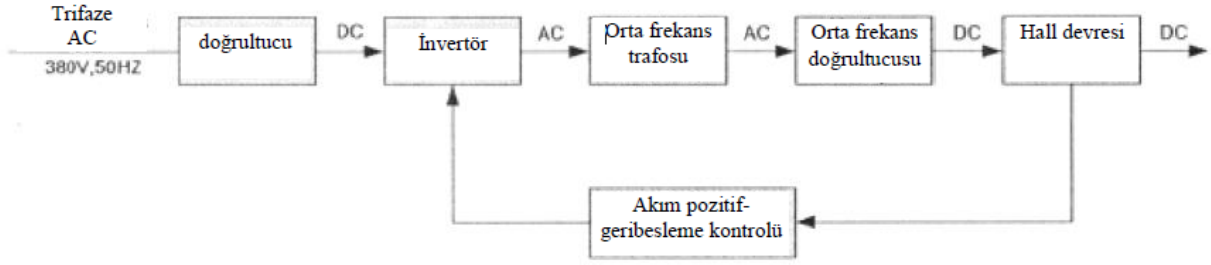 Trifaze
AC
380V,50HZ
doğrultucu
DC
İnvertör
AC
Orta frekans
trafosu
AC
Orta frekans
doğrultucusu
DC
Hall devresi
DC
Akım pozitif-
geribesleme kontrolü